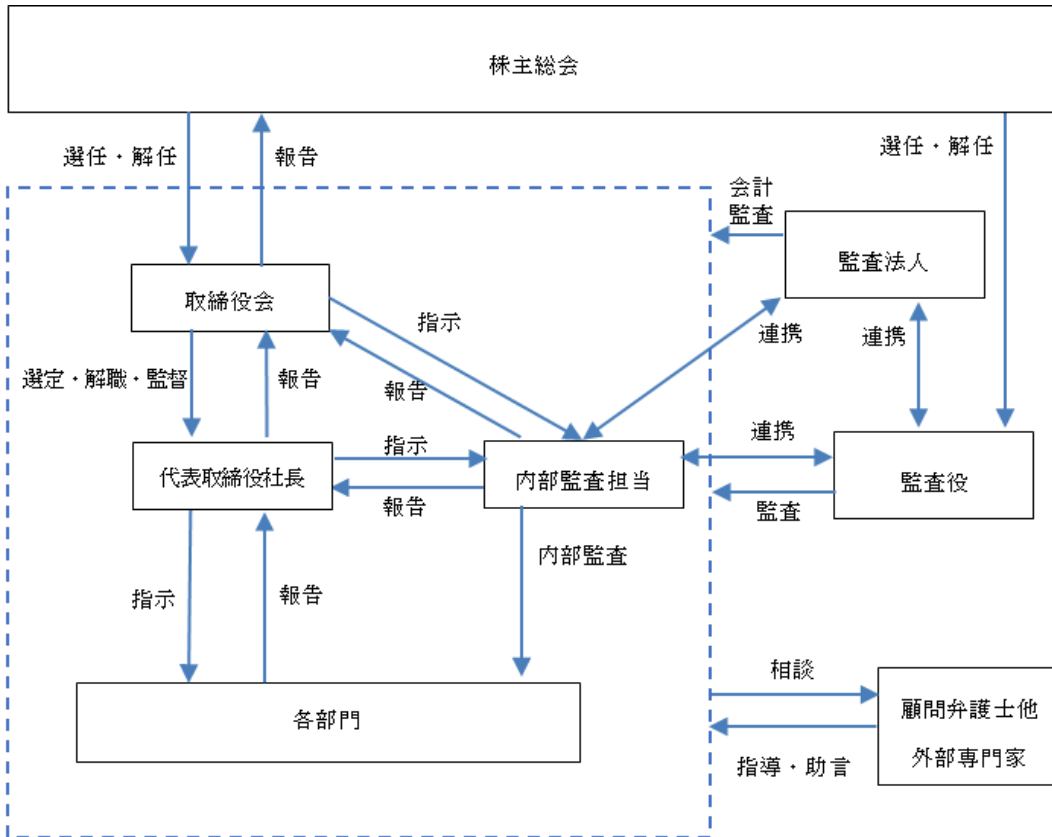 株主総会
選任・解任
報告
選任・解任
会計
監査
監査法人
取締役会
指示
連携
連携
選定・解職・監督
報告
報告
代表取締役社長
指示
報告
内部監査担当
連携
監査
監査役
内部監査
指示
報告
各部門
相談
指導・助言
顧問弁護士他
外部専門家